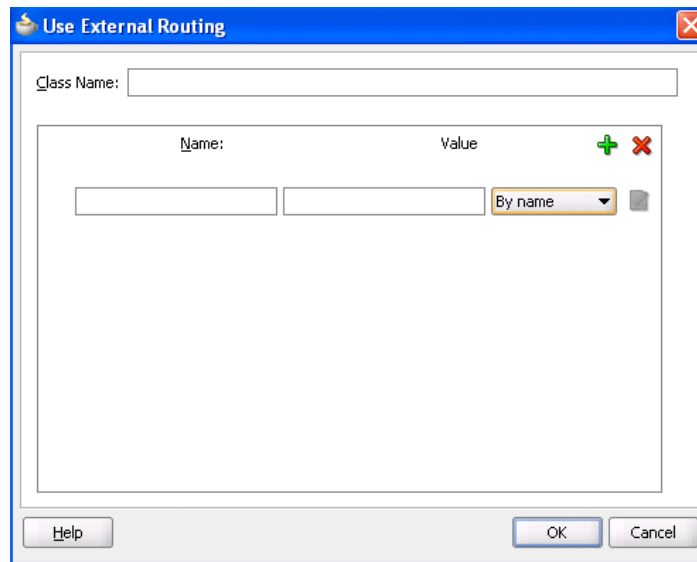 Use External Routing
Class Name:
Name: Value
By name
Help OK Cancel